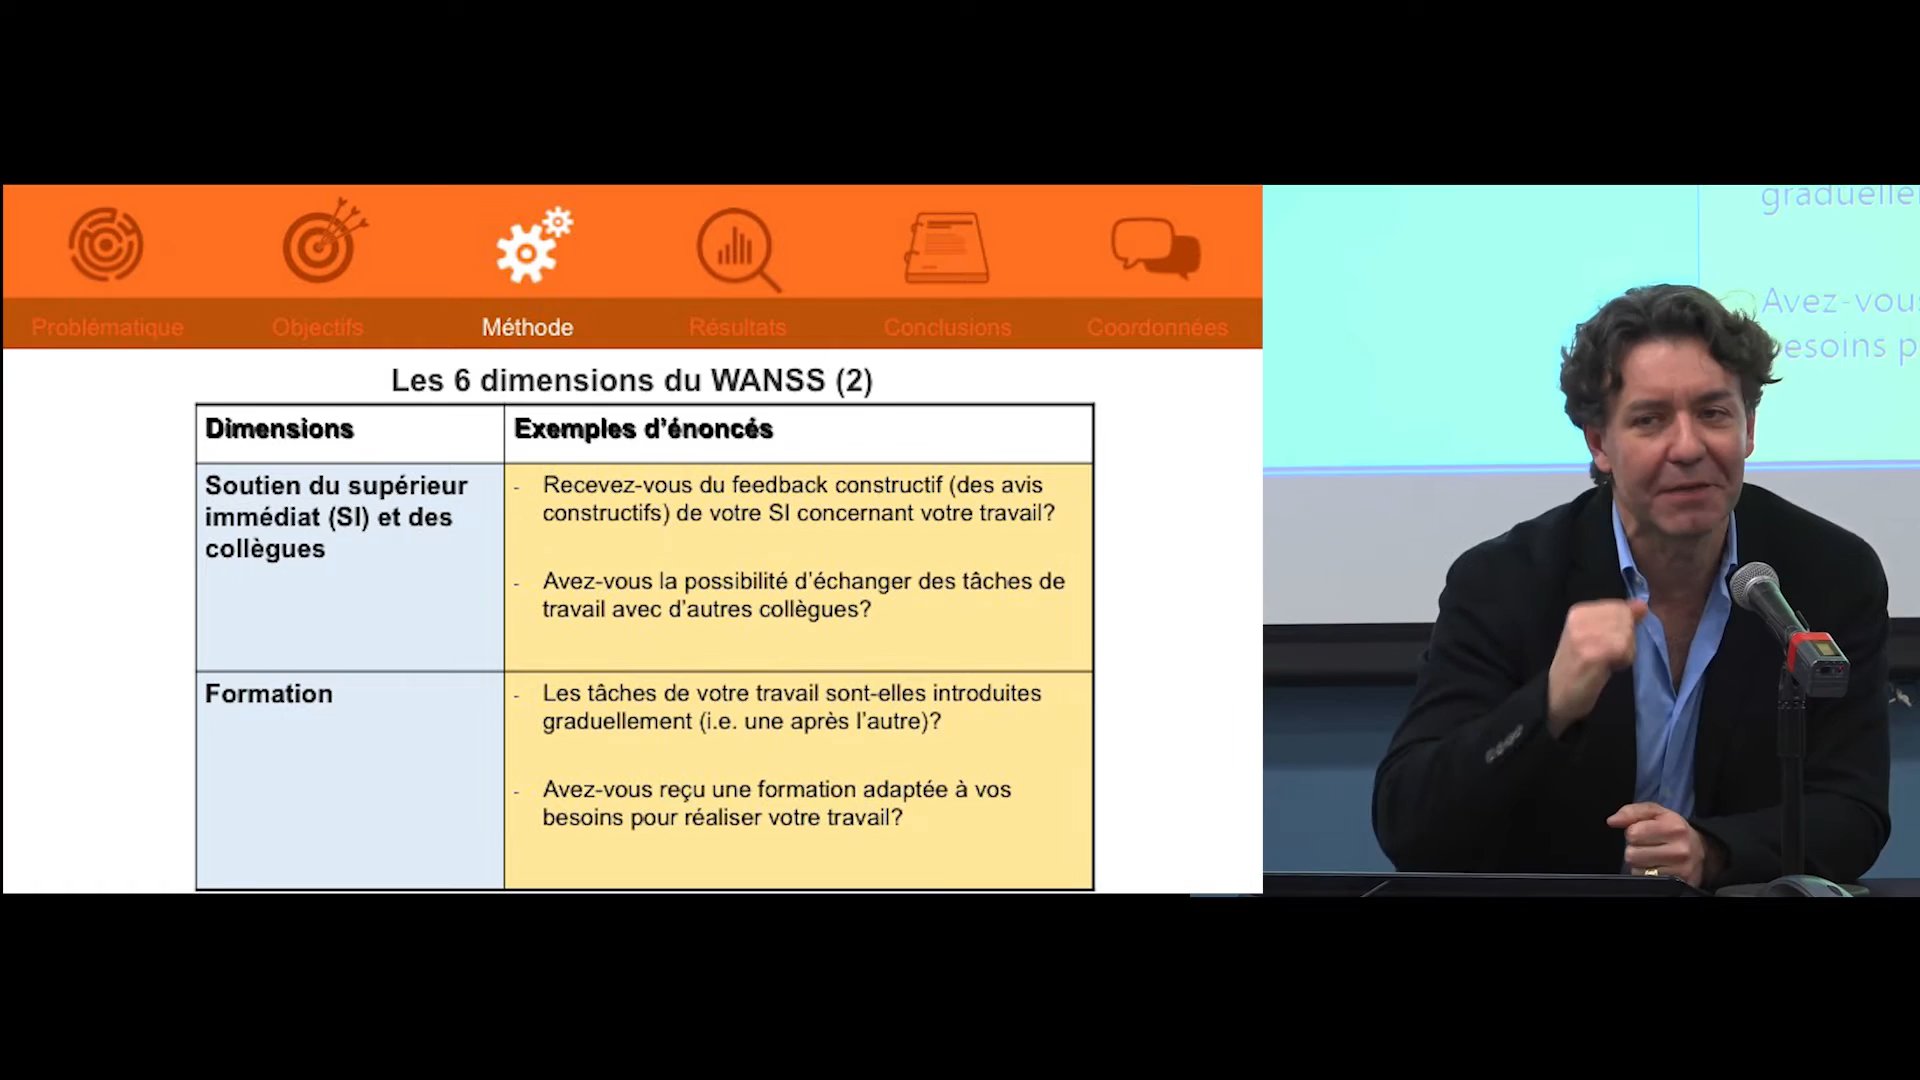 Problématique
Objectifs
Méthode
Résultats
Conclusions
Coordonnées
Les 6 dimensions du WANSS (2)
Dimensions
Exemples d’énoncés
Soutien du supérieur
immédiat (SI) et des
collègues
- Recevez-vous du feedback constructif (des avis
constructifs) de votre SI concernant votre travail?
- Avez-vous la possibilité d’échanger des tâches de
travail avec d’autres collègues?
Formation
- Les tâches de votre travail sont-elles introduites
graduellement (i.e. une après l’autre)?
- Avez-vous reçu une formation adaptée à vos
besoins pour réaliser votre travail?
graduelle
Avez-vou
esoins p